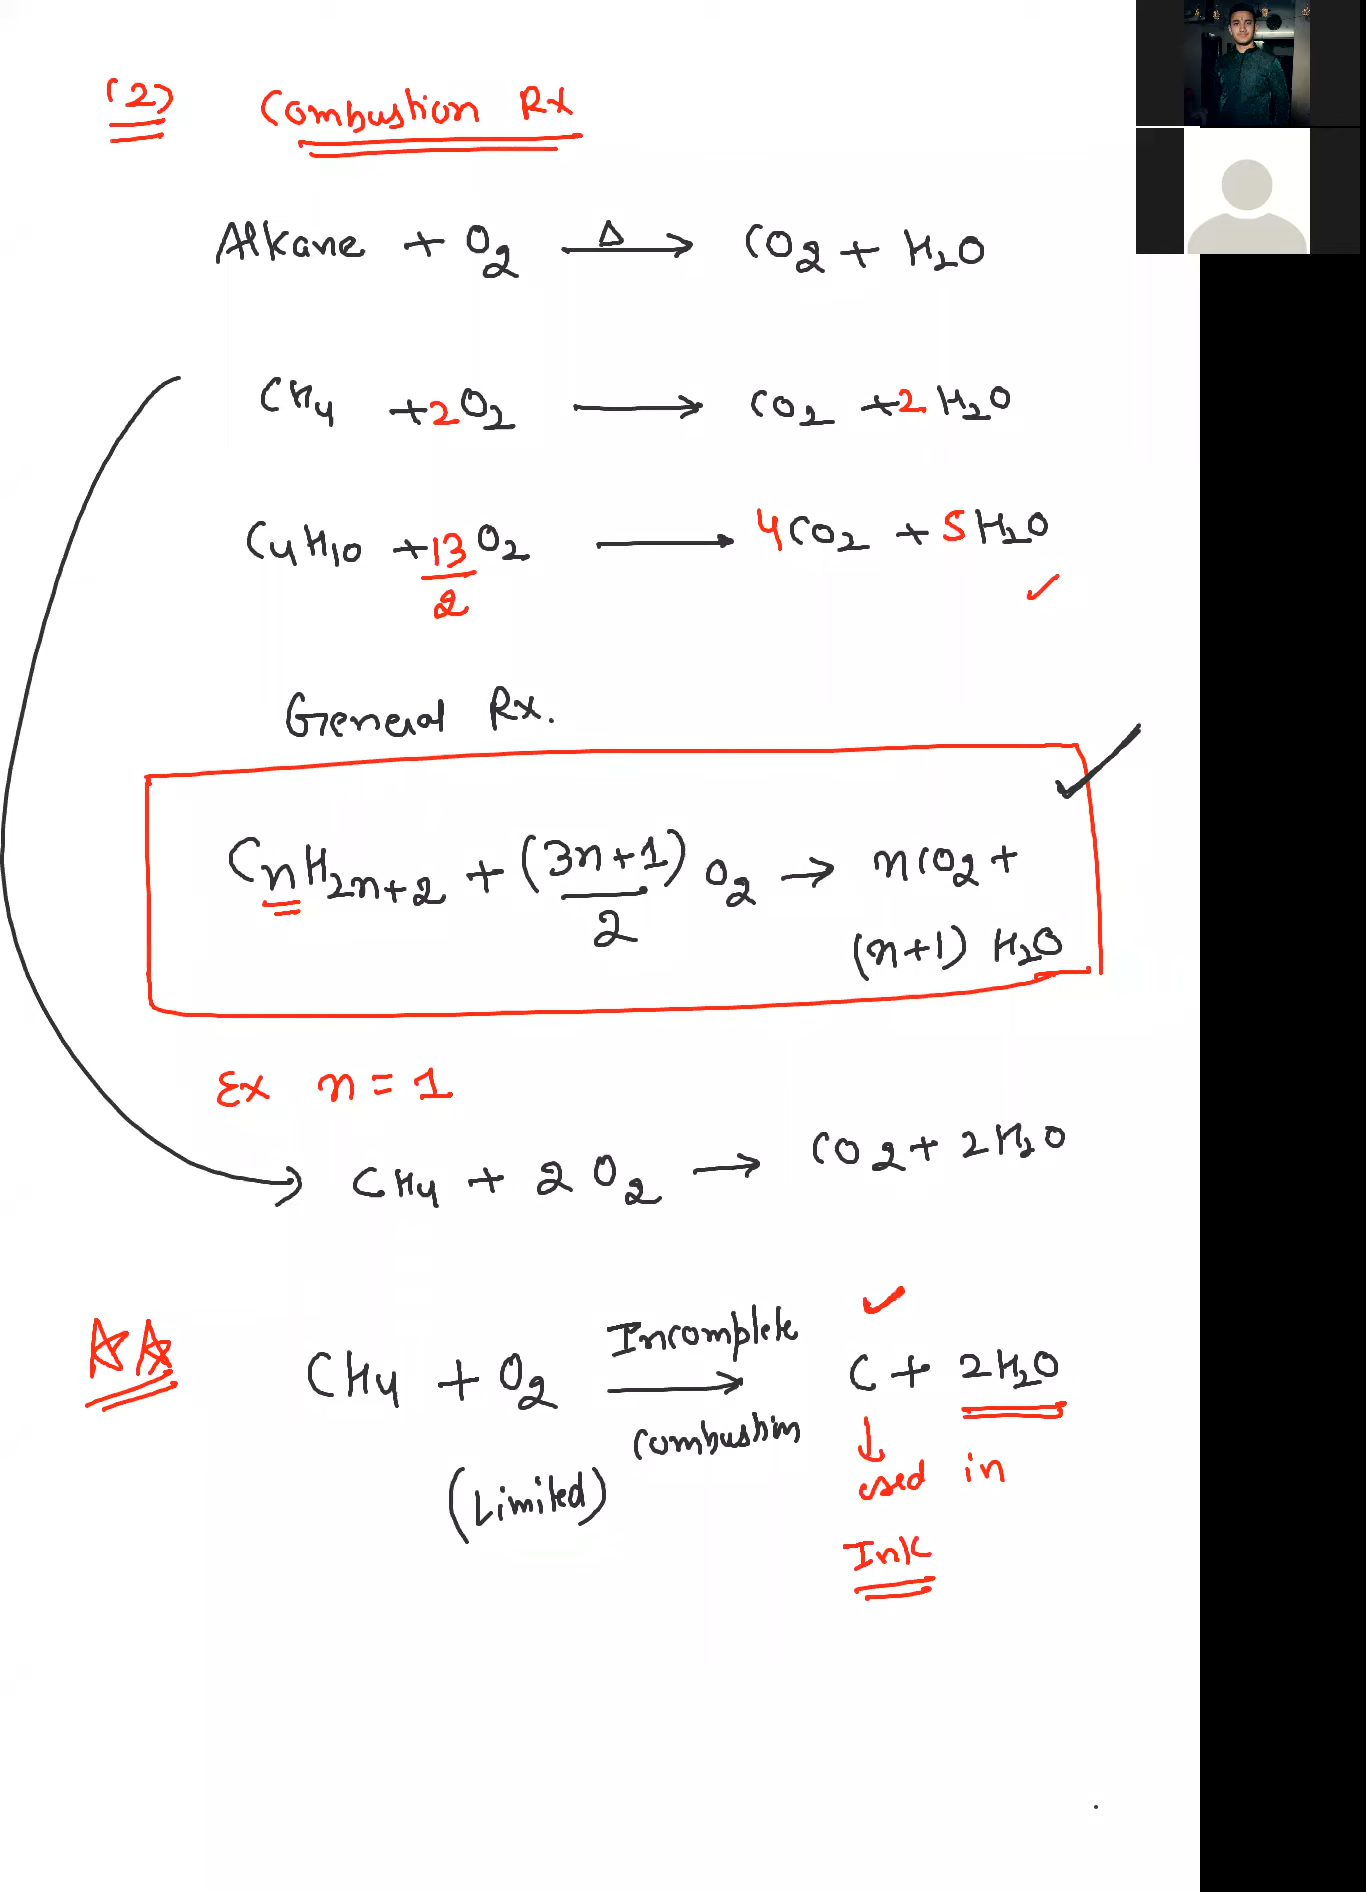 (2) Combustion Rx
Alkane + O2 —Δ→ CO2 + H2O
CH4 + 2O2 → CO2 + 2H2O
C4H10 + 13/2 O2 → 4CO2 + 5H2O ✓
General Rx.
CnH2n+2 + (3n+1)/2 O2 → nCO2 +
(n+1) H2O
Ex n = 1
CH4 + 2O2 → CO2 + 2H2O
Incomplete ✓
CH4 + O2 → C + 2H2O
Combustion ↓
(Limited) used in
Ink